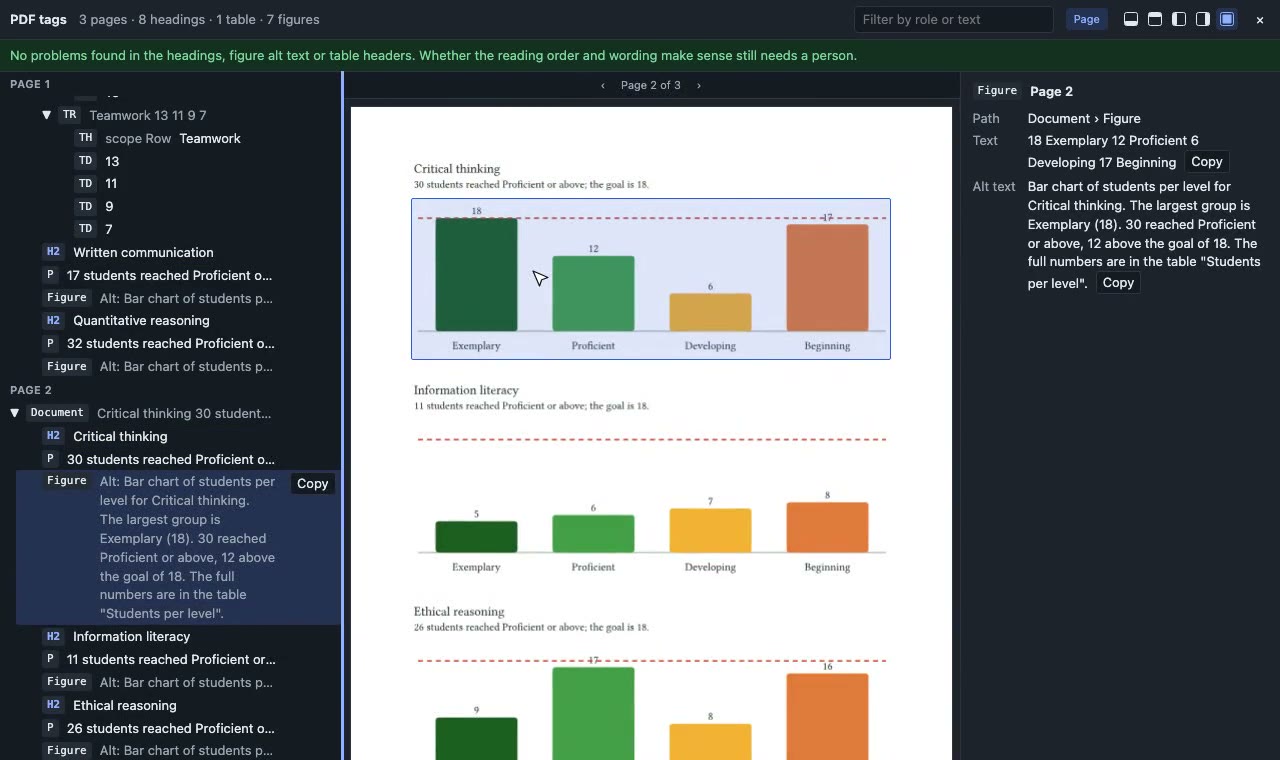 PDF tags 3 pages · 8 headings · 1 table · 7 figures
Filter by role or text
Page
×
No problems found in the headings, figure alt text or table headers. Whether the reading order and wording make sense still needs a person.
PAGE 1
▼ TR Teamwork 13 11 9 7
TH scope Row Teamwork
TD 13
TD 11
TD 9
TD 7
H2 Written communication
P 17 students reached Proficient o...
Figure Alt: Bar chart of students p...
H2 Quantitative reasoning
P 32 students reached Proficient o...
Figure Alt: Bar chart of students p...
PAGE 2
▼ Document Critical thinking 30 student...
H2 Critical thinking
P 30 students reached Proficient o...
Figure Alt: Bar chart of students per
level for Critical thinking.
The largest group is
Exemplary (18). 30 reached
Proficient or above, 12 above
the goal of 18. The full
numbers are in the table
"Students per level".
Copy
H2 Information literacy
P 11 students reached Proficient or...
Figure Alt: Bar chart of students p...
H2 Ethical reasoning
P 26 students reached Proficient o...
Figure Alt: Bar chart of students p...
‹ Page 2 of 3 ›
Critical thinking
30 students reached Proficient or above; the goal is 18.
18
12
6
17
Exemplary Proficient Developing Beginning
Information literacy
11 students reached Proficient or above; the goal is 18.
5
6
7
8
Exemplary Proficient Developing Beginning
Ethical reasoning
26 students reached Proficient or above; the goal is 18.
9
17
8
16
Figure Page 2
Path Document › Figure
Text 18 Exemplary 12 Proficient 6
Developing 17 Beginning Copy
Alt text Bar chart of students per level for
Critical thinking. The largest group is
Exemplary (18). 30 reached Proficient
or above, 12 above the goal of 18. The
full numbers are in the table "Students
per level". Copy